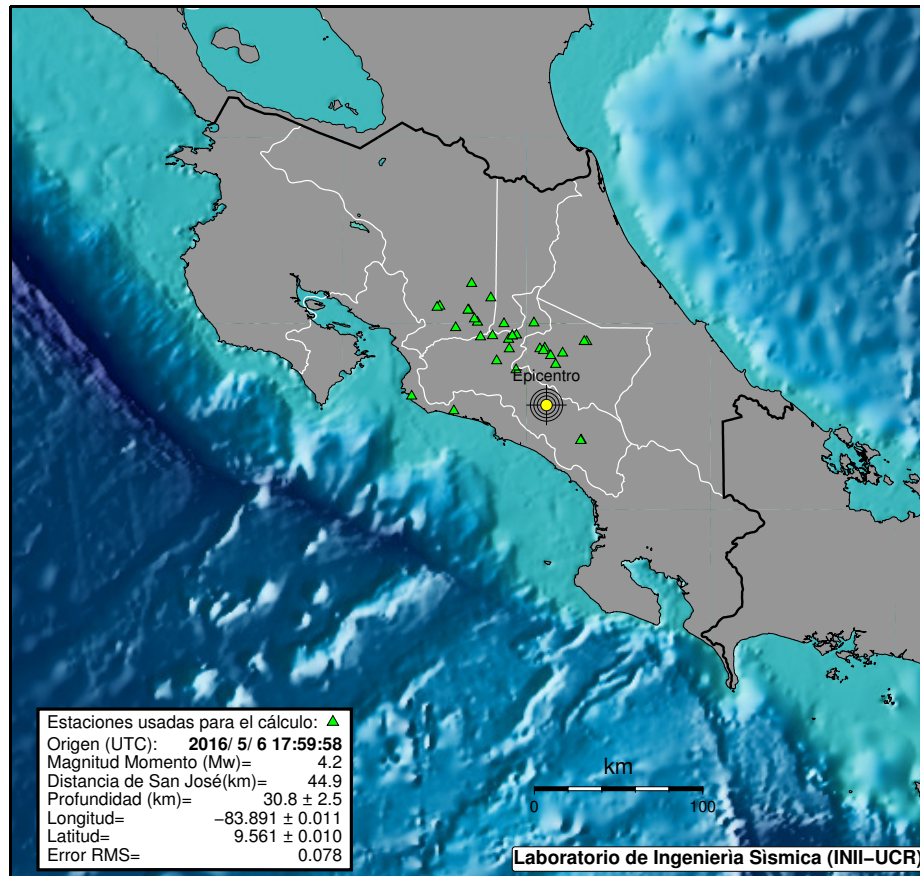 Epicentro
km
0 100
Estaciones usadas para el cálculo:
Origen (UTC): 2016/ 5/ 6 17:59:58
Magnitud Momento (Mw)= 4.2
Distancia de San José(km)= 44.9
Profundidad (km)= 30.8 ± 2.5
Longitud= −83.891 ± 0.011
Latitud= 9.561 ± 0.010
Error RMS= 0.078
Laboratorio de Ingenierìa Sìsmica (INII−UCR)